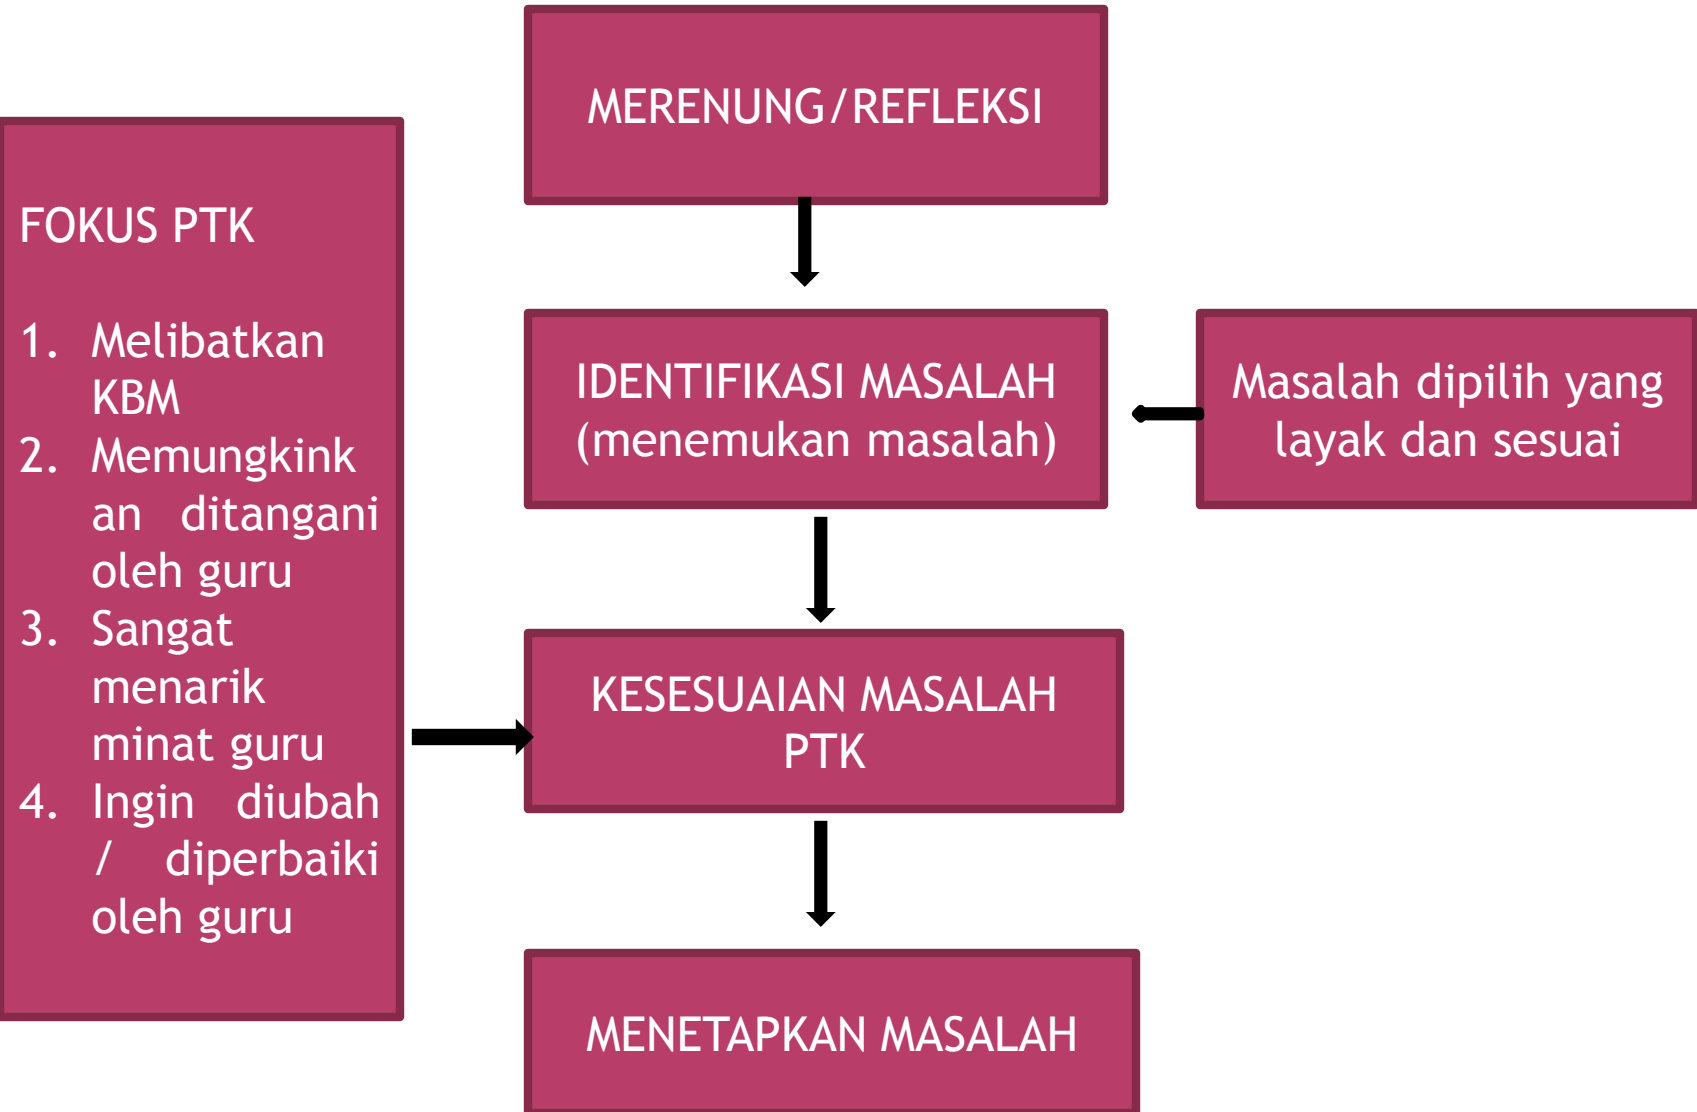 MERENUNG/REFLEKSI
FOKUS PTK
1. Melibatkan
KBM
2. Memungkink
an ditangani
oleh guru
3. Sangat
menarik
minat guru
4. Ingin diubah
/ diperbaiki
oleh guru
IDENTIFIKASI MASALAH
(menemukan masalah)
Masalah dipilih yang
layak dan sesuai
KESESUAIAN MASALAH
PTK
MENETAPKAN MASALAH